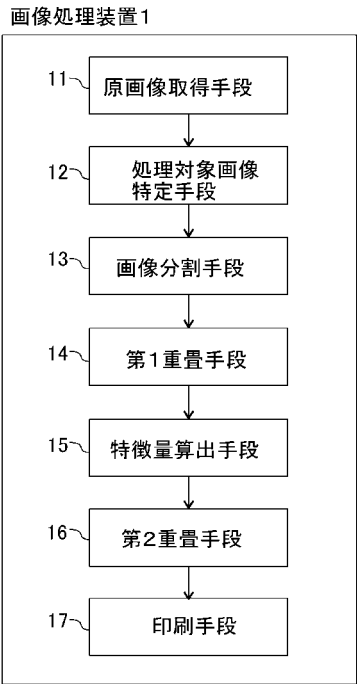 画像処理装置1
11
原画像取得手段
12
処理対象画像
特定手段
13
画像分割手段
14
第1重畳手段
15
特徴量算出手段
16
第2重畳手段
17
印刷手段